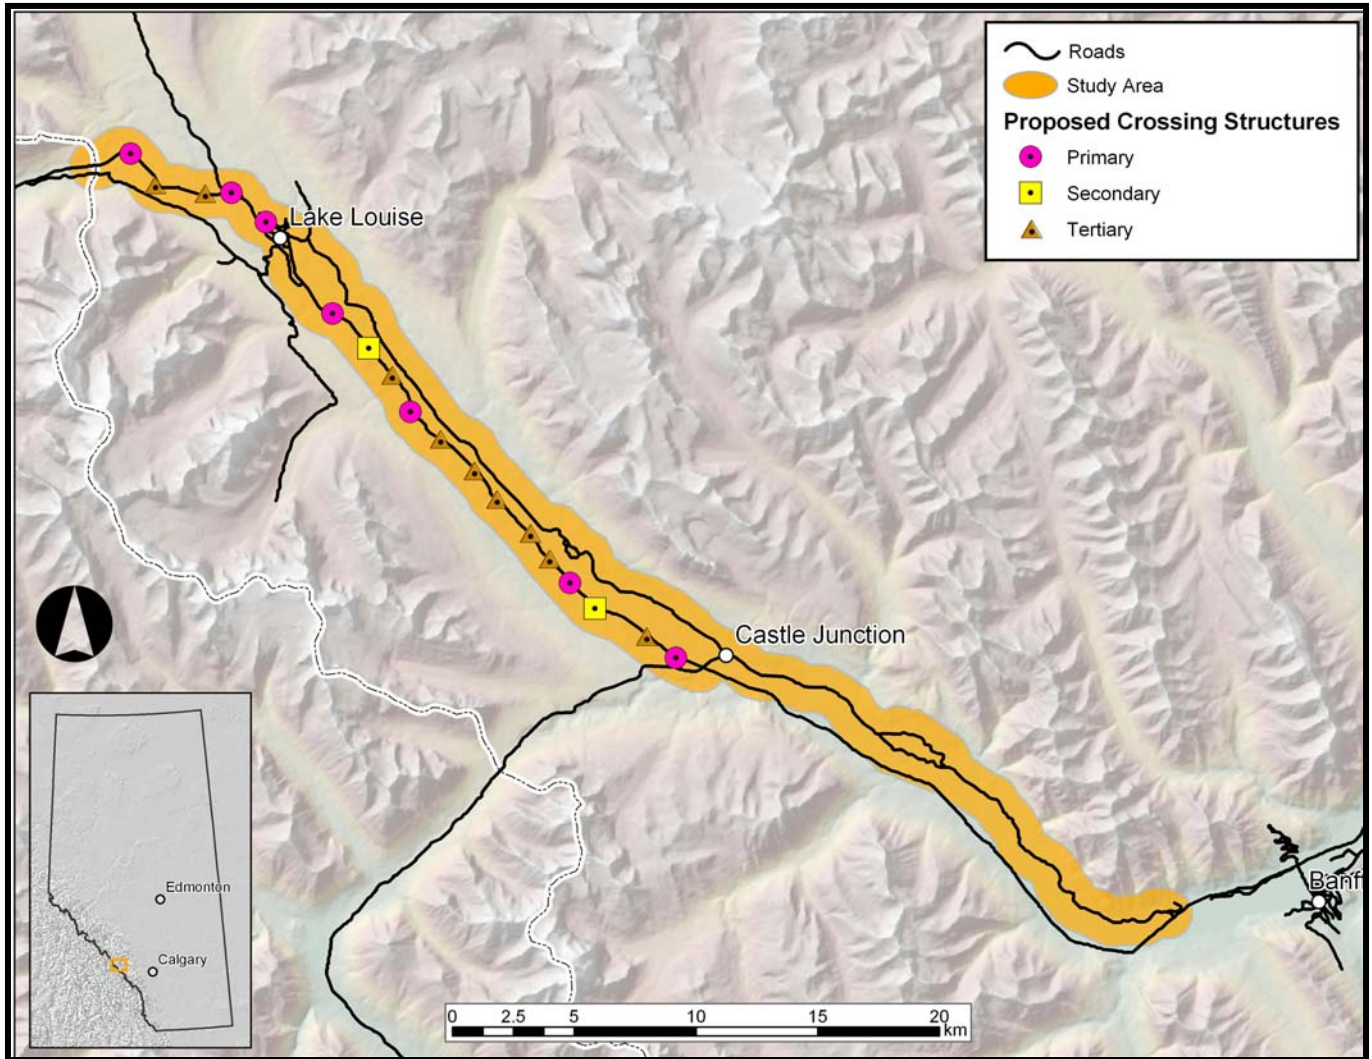 Roads
Study Area
Proposed Crossing Structures
Primary
Secondary
Tertiary
Lake Louise
Castle Junction
Banf
Edmonton
Calgary
0 2.5 5 10 15 20
km